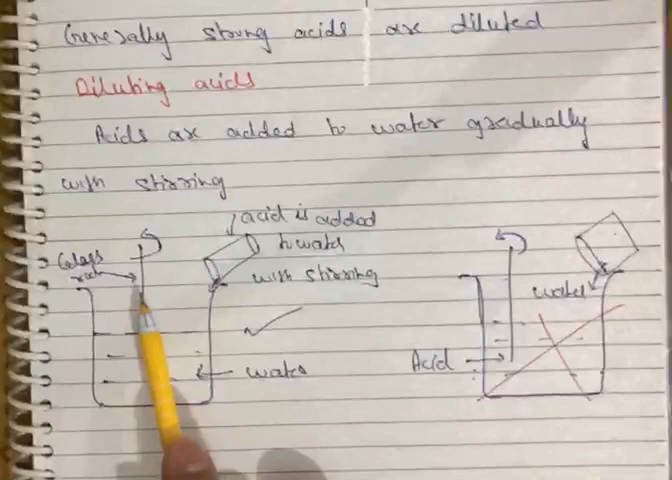 Generally strong acids are diluted
Diluting acids
Acids are added to water gradually
with stirring
acid is added
to water
with stirring
Glass
rod
water
water
Acid